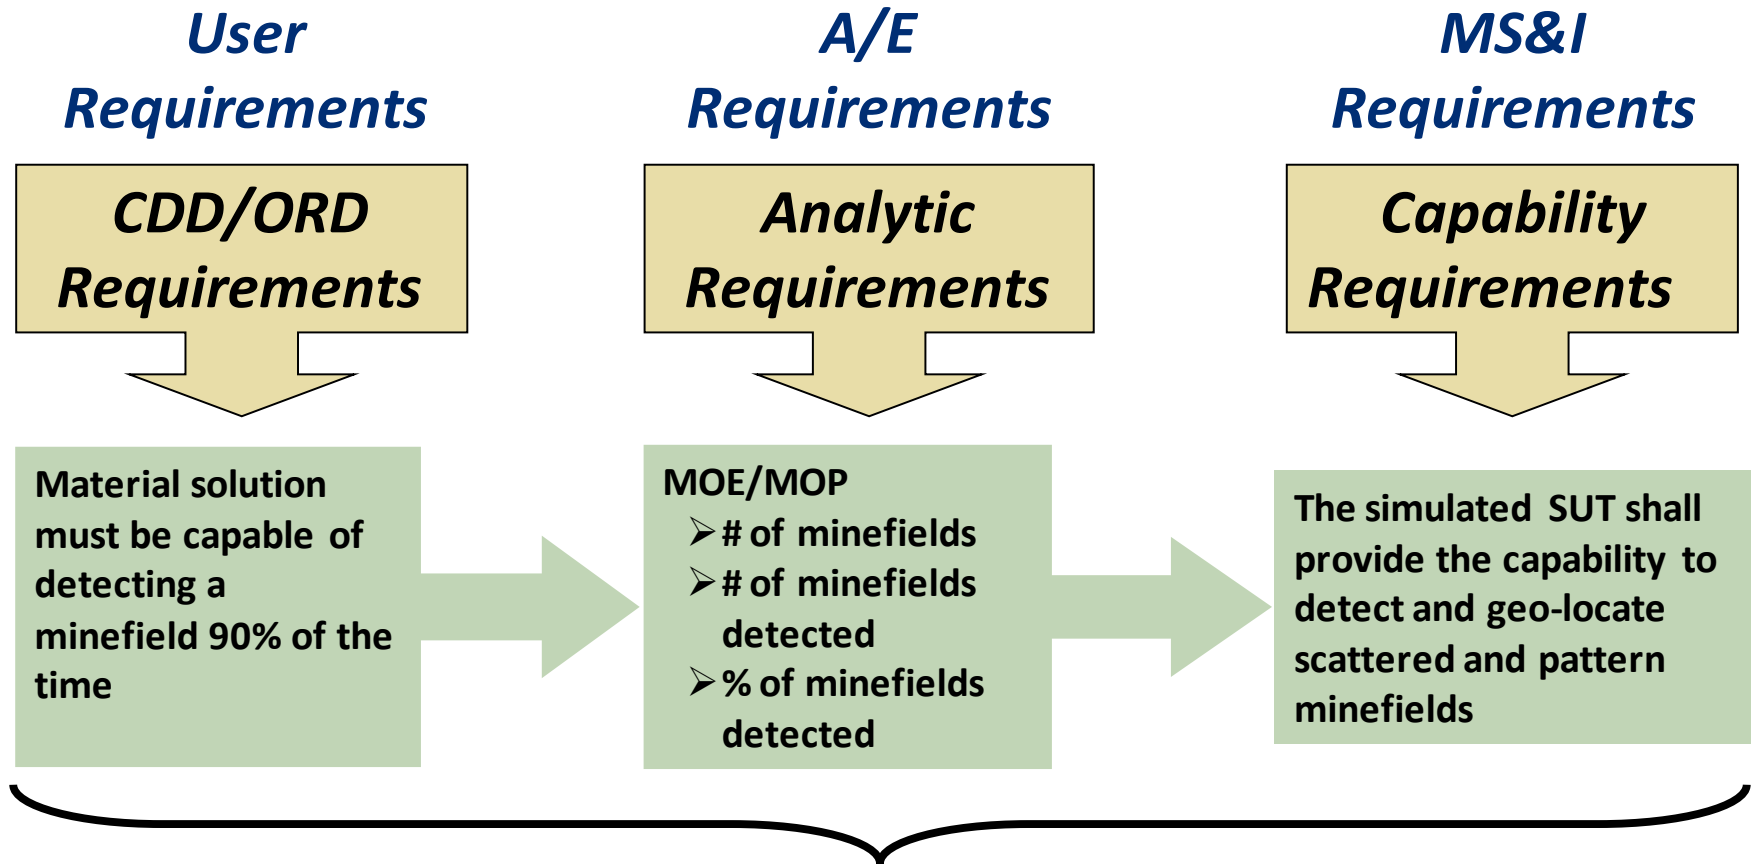 User
Requirements
A/E
Requirements
MS&I
Requirements
CDD/ORD
Requirements
Analytic
Requirements
Capability
Requirements
Material solution
must be capable of
detecting a
minefield 90% of the
time
MOE/MOP
➢# of minefields
➢# of minefields
detected
➢% of minefields
detected
The simulated SUT shall
provide the capability to
detect and geo-locate
scattered and pattern
minefields